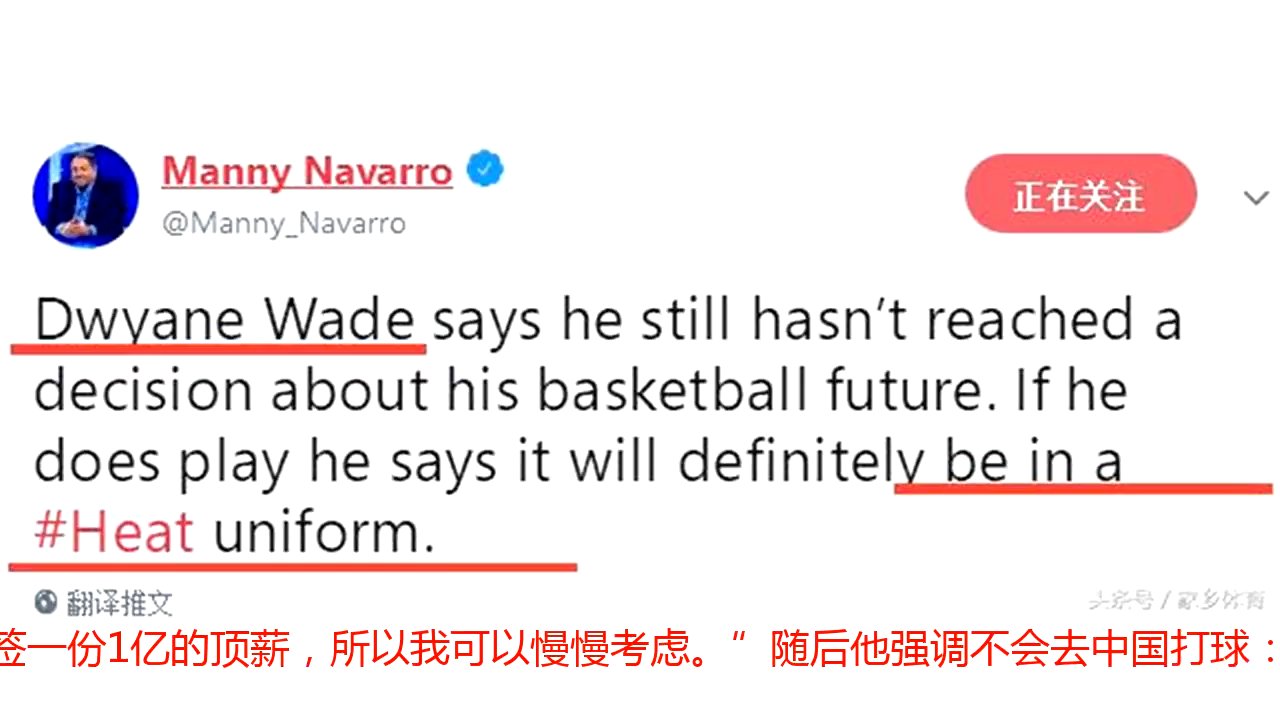 Manny Navarro
@Manny_Navarro
正在关注
Dwyane Wade says he still hasn't reached a
decision about his basketball future. If he
does play he says it will definitely be in a
#Heat uniform.
翻译推文
头条号 / 家乡体育
签一份1亿的顶薪，所以我可以慢慢考虑。“ 随后他强调不会去中国打球：